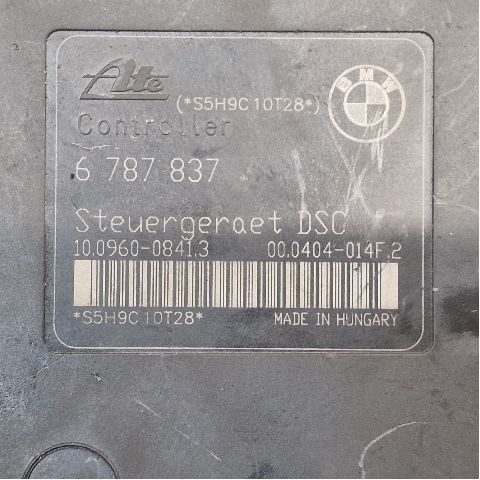 Ate
(*S5H9C10T28*)
BMW
Controller
6 787 837
Steuergeraet DSC
10.0960-0841.3 00.0404-014F.2
*S5H9C10T28* MADE IN HUNGARY